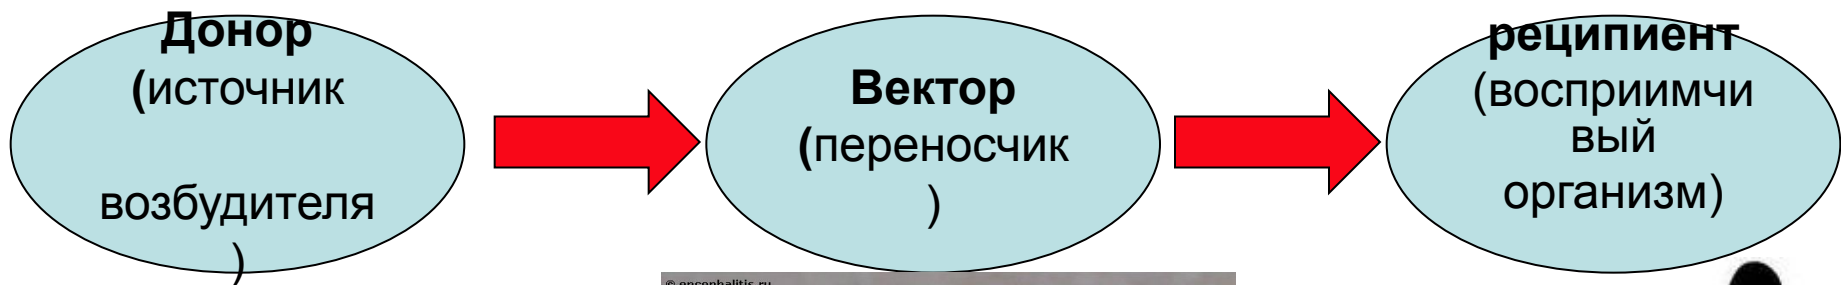 Донор
(источник
возбудителя
)
Вектор
(переносчик
)
реципиент
(восприимчи
вый
организм)
© encephalitis.ru